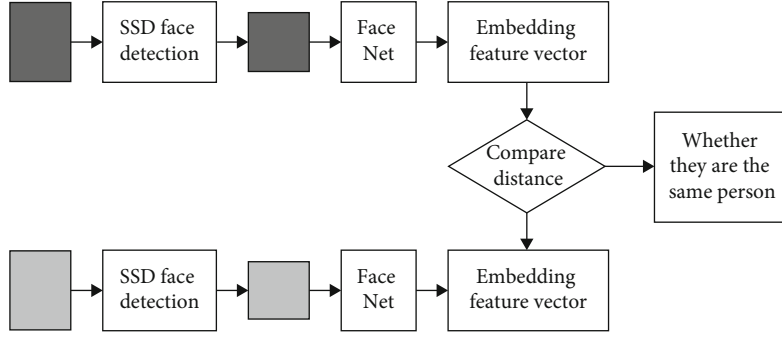 SSD face
detection
Face
Net
Embedding
feature vector
Compare
distance
Whether
they are the
same person
SSD face
detection
Face
Net
Embedding
feature vector